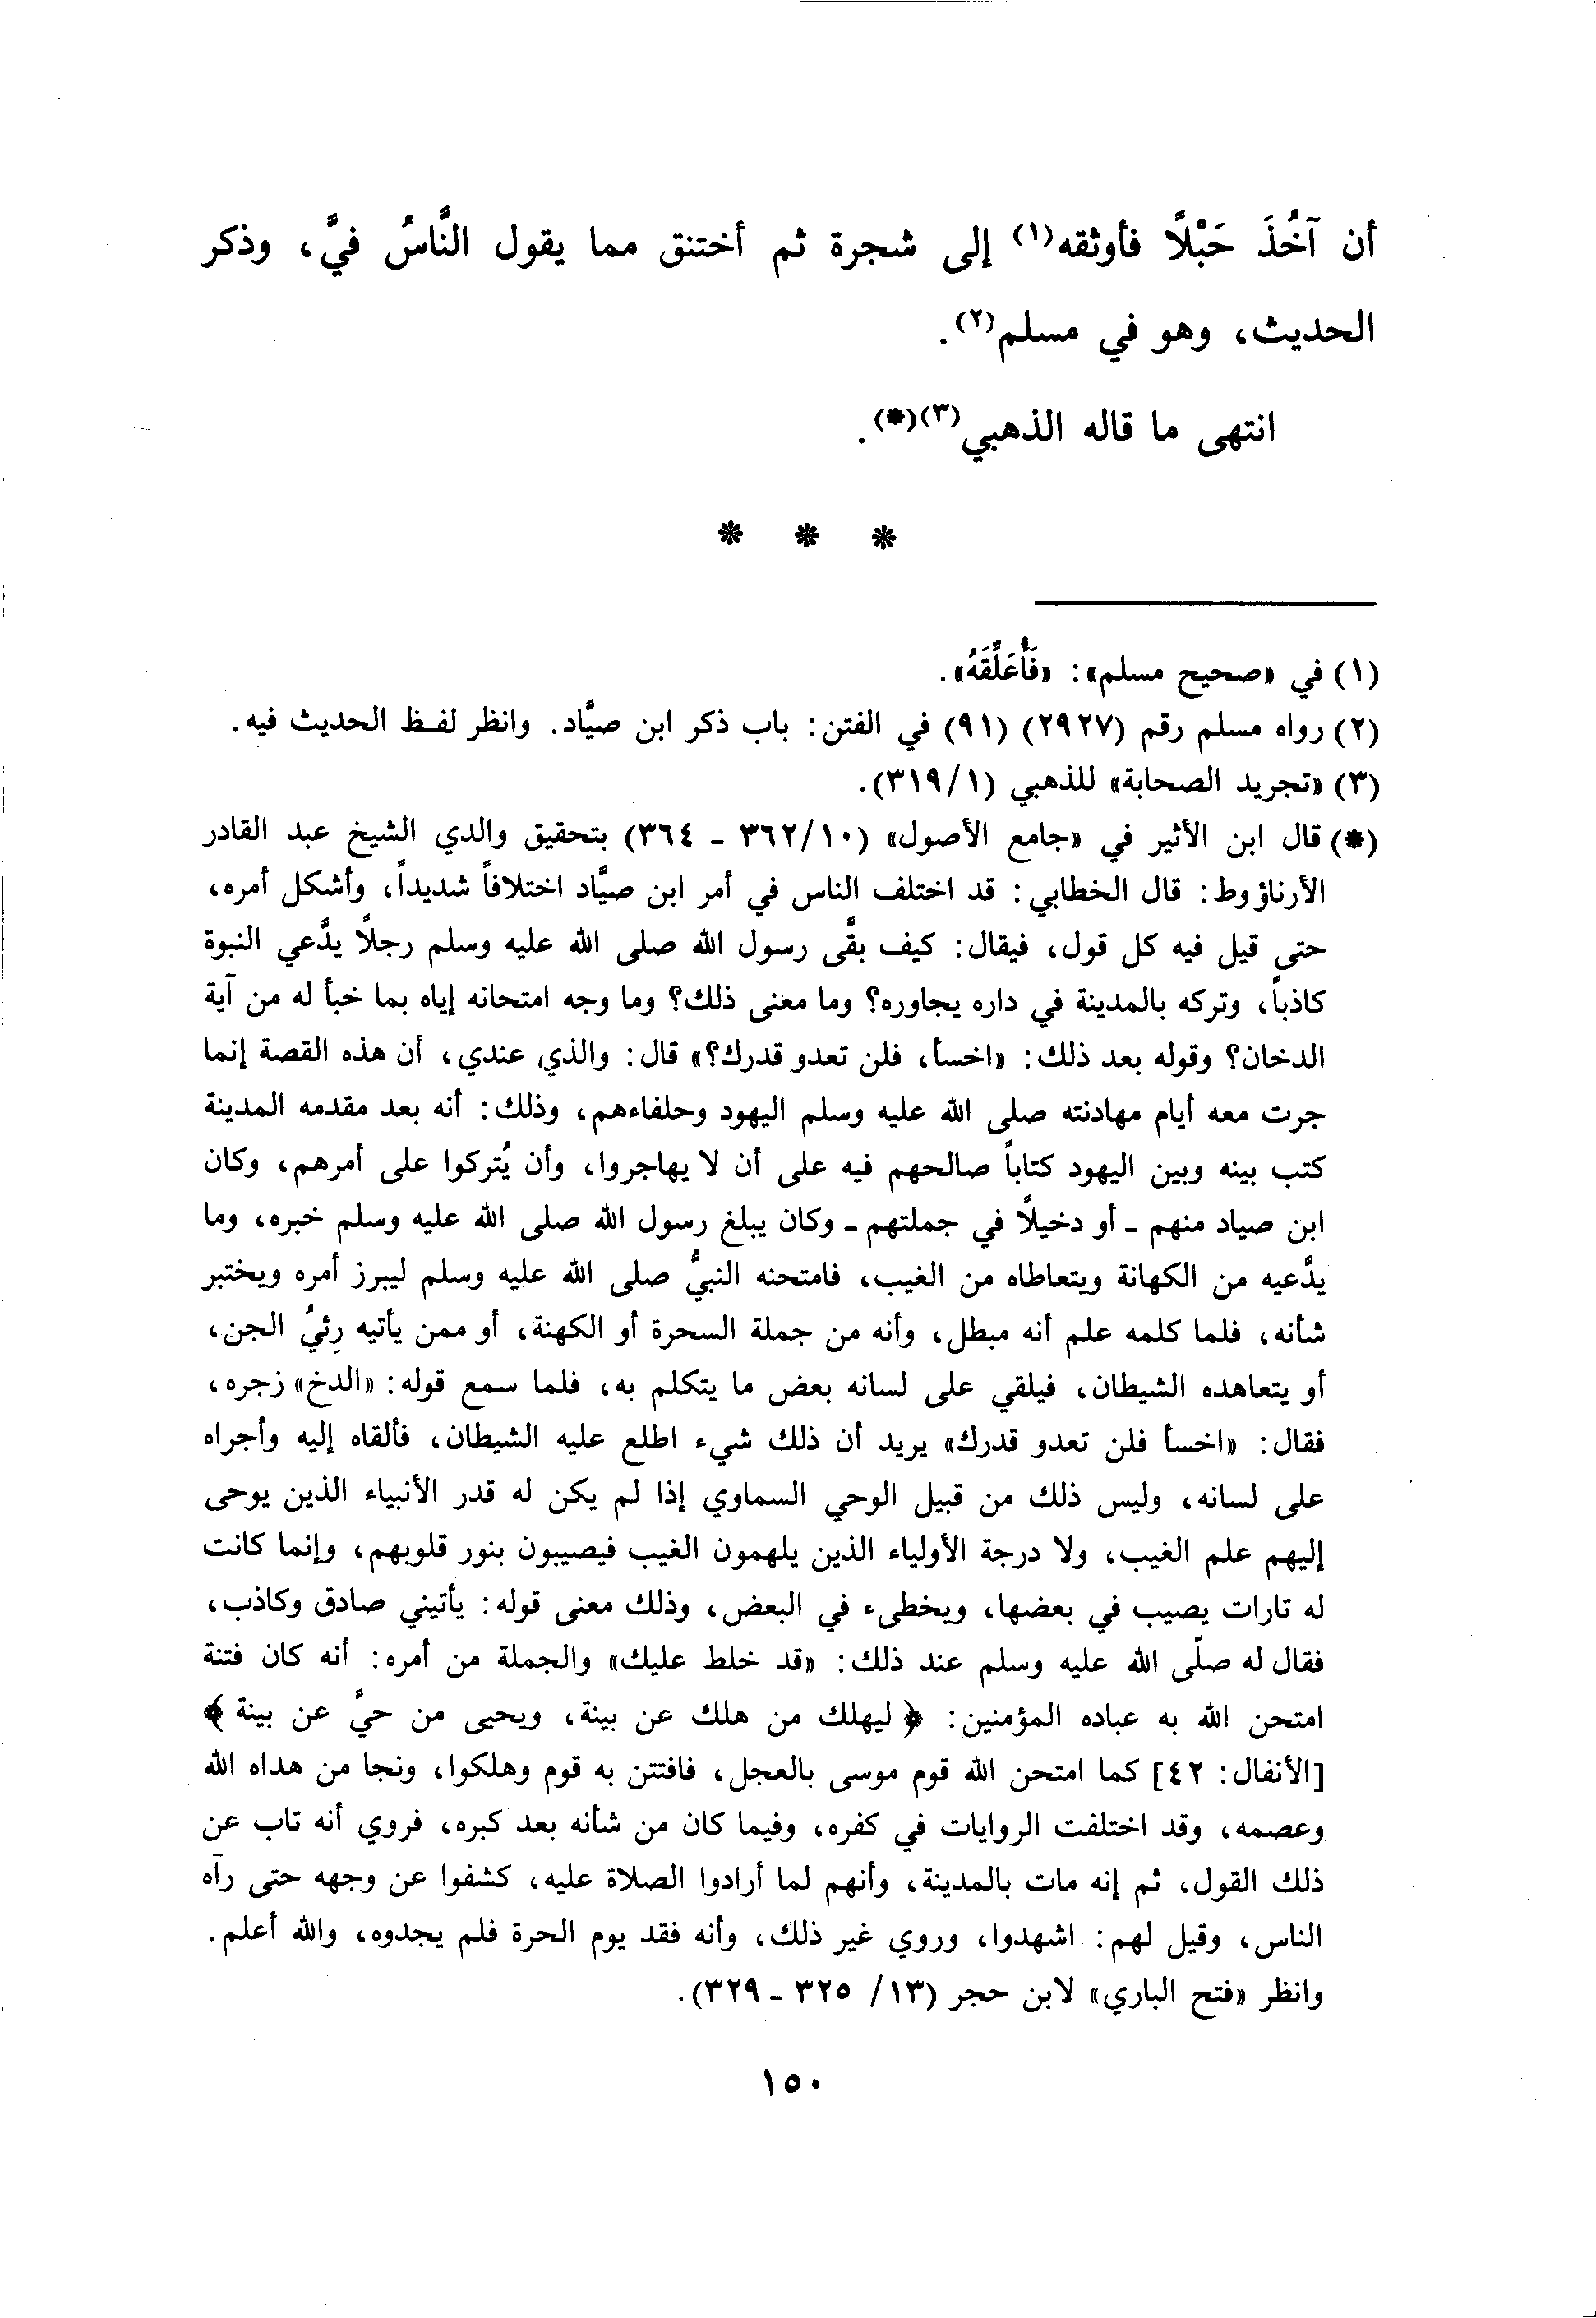 أن آخُذَ حَبْلاً فأوثقه(١) إلى شجرة ثم أختنق مما يقول النَّاسُ فيَّ، وذكر
الحديث، وهو في مسلم(٢).
انتهى ما قاله الذهبي(٣)(*).
* * *
(١) في «صحيح مسلم»: «فَأُعَلِّقَهُ».
(٢) رواه مسلم رقم (٢٩٢٧) (٩١) في الفتن: باب ذكر ابن صيَّاد. وانظر لفظ الحديث فيه.
(٣) «تجريد الصحابة» للذهبي (٣١٩/١).
(*) قال ابن الأثير في «جامع الأصول» (٣٦٢/١٠ - ٣٦٤) بتحقيق والدي الشيخ عبد القادر
الأرناؤوط: قال الخطابي: قد اختلف الناس في أمر ابن صيَّاد اختلافاً شديداً، وأشكل أمره،
حتى قيل فيه كل قول، فيقال: كيف بقَّى رسول الله صلى الله عليه وسلم رجلاً يدَّعي النبوة
كاذباً، وتركه بالمدينة في داره يجاوره؟ وما معنى ذلك؟ وما وجه امتحانه إياه بما خبأ له من آية
الدخان؟ وقوله بعد ذلك: «اخسأ، فلن تعدو قدرك؟» قال: والذي عندي، أن هذه القصة إنما
جرت معه أيام مهادنته صلى الله عليه وسلم اليهود وحلفاءهم، وذلك: أنه بعد مقدمه المدينة
كتب بينه وبين اليهود كتاباً صالحهم فيه على أن لا يهاجروا، وأن يُتركوا على أمرهم، وكان
ابن صياد منهم - أو دخيلاً في جملتهم - وكان يبلغ رسول الله صلى الله عليه وسلم خبره، وما
يدَّعيه من الكهانة ويتعاطاه من الغيب، فامتحنه النبيُّ صلى الله عليه وسلم ليبرز أمره ويختبر
شأنه، فلما كلمه علم أنه مبطل، وأنه من جملة السحرة أو الكهنة، أو ممن يأتيه رِئيُ الجن،
أو يتعاهده الشيطان، فيلقي على لسانه بعض ما يتكلم به، فلما سمع قوله: «الدخ» زجره،
فقال: «اخسأ فلن تعدو قدرك» يريد أن ذلك شيء اطلع عليه الشيطان، فألقاه إليه وأجراه
على لسانه، وليس ذلك من قبيل الوحي السماوي إذا لم يكن له قدر الأنبياء الذين يوحى
إليهم علم الغيب، ولا درجة الأولياء الذين يلهمون الغيب فيصيبون بنور قلوبهم، وإنما كانت
له تارات يصيب في بعضها، ويخطىء في البعض، وذلك معنى قوله: يأتيني صادق وكاذب،
فقال له صلّى الله عليه وسلم عند ذلك: «قد خلط عليك» والجملة من أمره: أنه كان فتنة
امتحن الله به عباده المؤمنين: ﴿ ليهلك من هلك عن بينة، ويحيى من حيَّ عن بينة ﴾
[الأنفال: ٤٢] كما امتحن الله قوم موسى بالعجل، فافتتن به قوم وهلكوا، ونجا من هداه الله
وعصمه، وقد اختلفت الروايات في كفره، وفيما كان من شأنه بعد كبره، فروي أنه تاب عن
ذلك القول، ثم إنه مات بالمدينة، وأنهم لما أرادوا الصلاة عليه، كشفوا عن وجهه حتى رآه
الناس، وقيل لهم: اشهدوا، وروي غير ذلك، وأنه فقد يوم الحرة فلم يجدوه، والله أعلم.
وانظر «فتح الباري» لابن حجر (١٣/ ٣٢٥ - ٣٢٩).
١٥٠